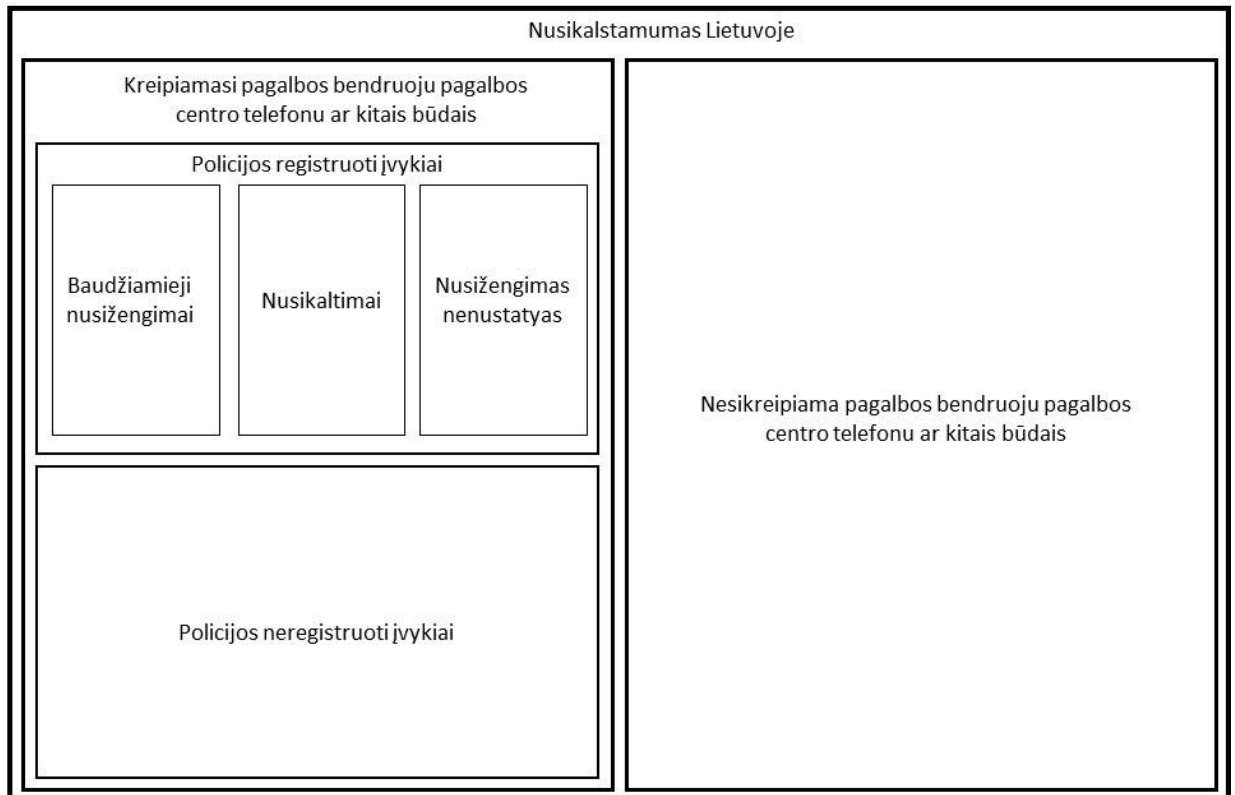 Nusikalstamumas Lietuvoje
Kreipiamasi pagalbos bendruoju pagalbos
centro telefonu ar kitais būdais
Policijos registruoti įvykiai
Baudžiamieji
nusižengimai
Nusikaltimai
Nusižengimas
nenustatyas
Policijos neregistruoti įvykiai
Nesikreipiama pagalbos bendruoju pagalbos
centro telefonu ar kitais būdais